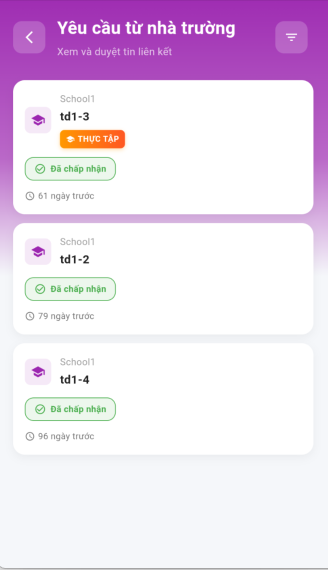 Yêu cầu từ nhà trường
Xem và duyệt tin liên kết
School1
td1-3
THỰC TẬP
Đã chấp nhận
61 ngày trước
School1
td1-2
Đã chấp nhận
79 ngày trước
School1
td1-4
Đã chấp nhận
96 ngày trước